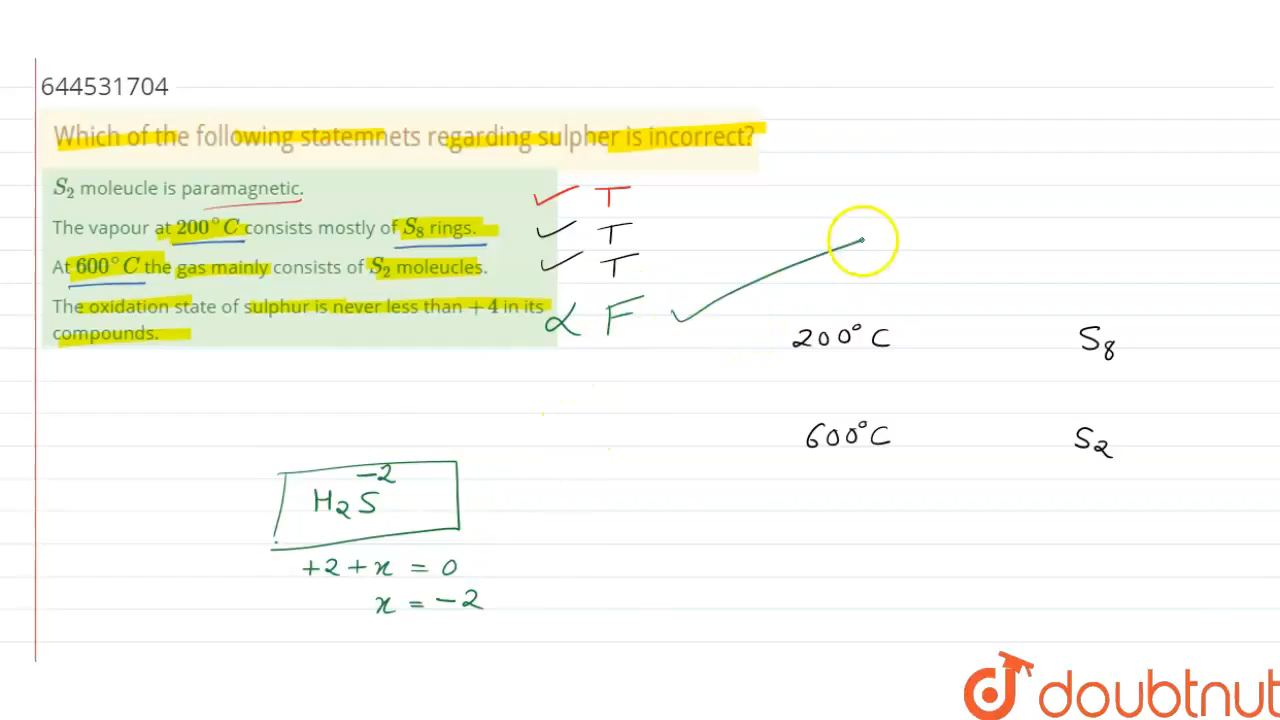 644531704
Which of the following statemnets regarding sulpher is incorrect?
S₂ moleucle is paramagnetic. T
The vapour at 200°C consists mostly of S₈ rings. T
At 600°C the gas mainly consists of S₂ moleucles. T
The oxidation state of sulphur is never less than +4 in its F
compounds.
200°C S₈
600°C S₂
H₂S⁻²
+2+x = 0
x = -2
doubtnut